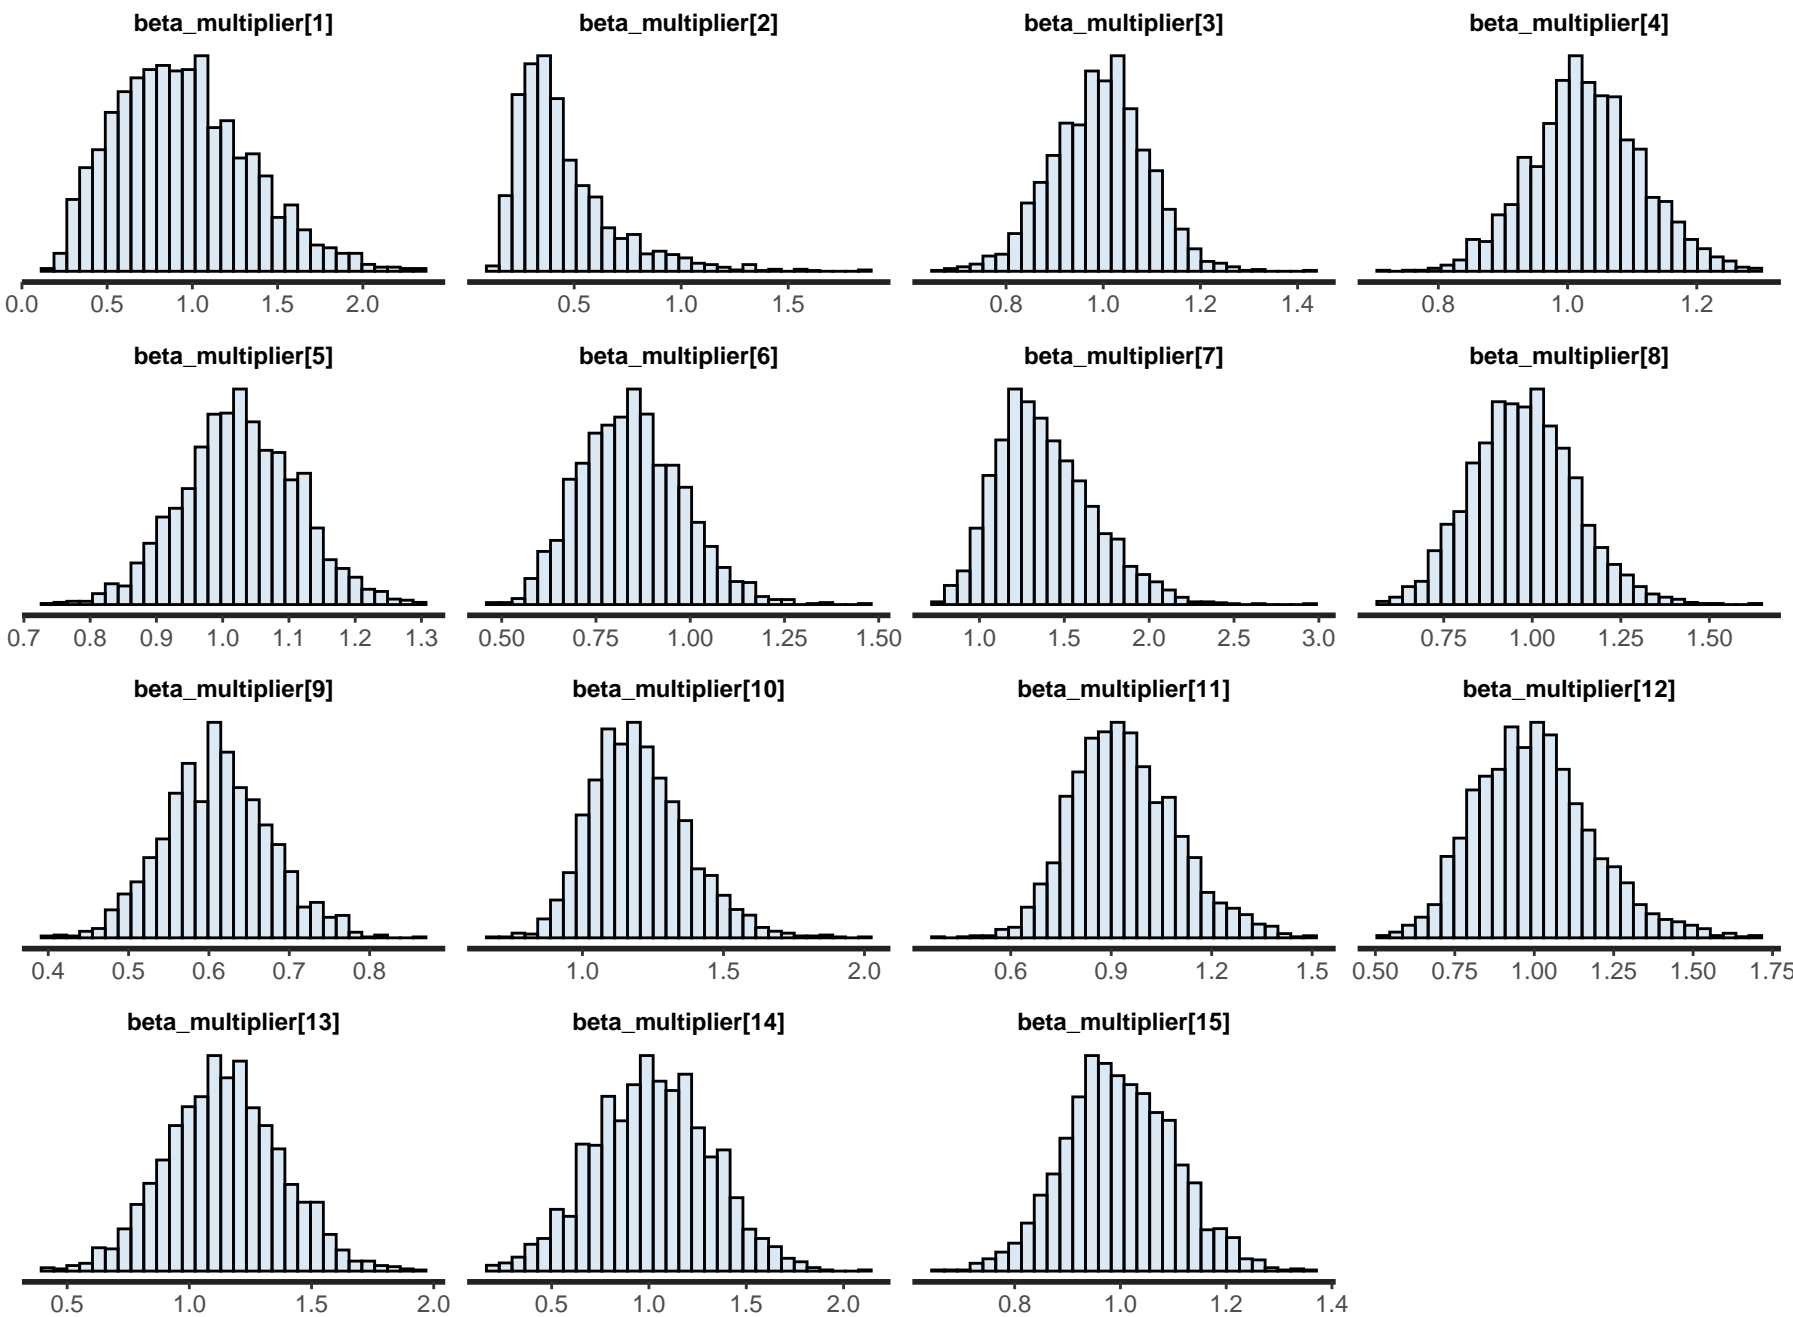 beta_multiplier[1] beta_multiplier[2] beta_multiplier[3] beta_multiplier[4]
0.0 0.5 1.0 1.5 2.0 0.5 1.0 1.5 0.8 1.0 1.2 1.4 0.8 1.0 1.2
beta_multiplier[5] beta_multiplier[6] beta_multiplier[7] beta_multiplier[8]
0.7 0.8 0.9 1.0 1.1 1.2 1.3 0.50 0.75 1.00 1.25 1.50 1.0 1.5 2.0 2.5 3.0 0.75 1.00 1.25 1.50
beta_multiplier[9] beta_multiplier[10] beta_multiplier[11] beta_multiplier[12]
0.4 0.5 0.6 0.7 0.8 1.0 1.5 2.0 0.6 0.9 1.2 1.5 0.50 0.75 1.00 1.25 1.50 1.75
beta_multiplier[13] beta_multiplier[14] beta_multiplier[15]
0.5 1.0 1.5 2.0 0.5 1.0 1.5 2.0 0.8 1.0 1.2 1.4